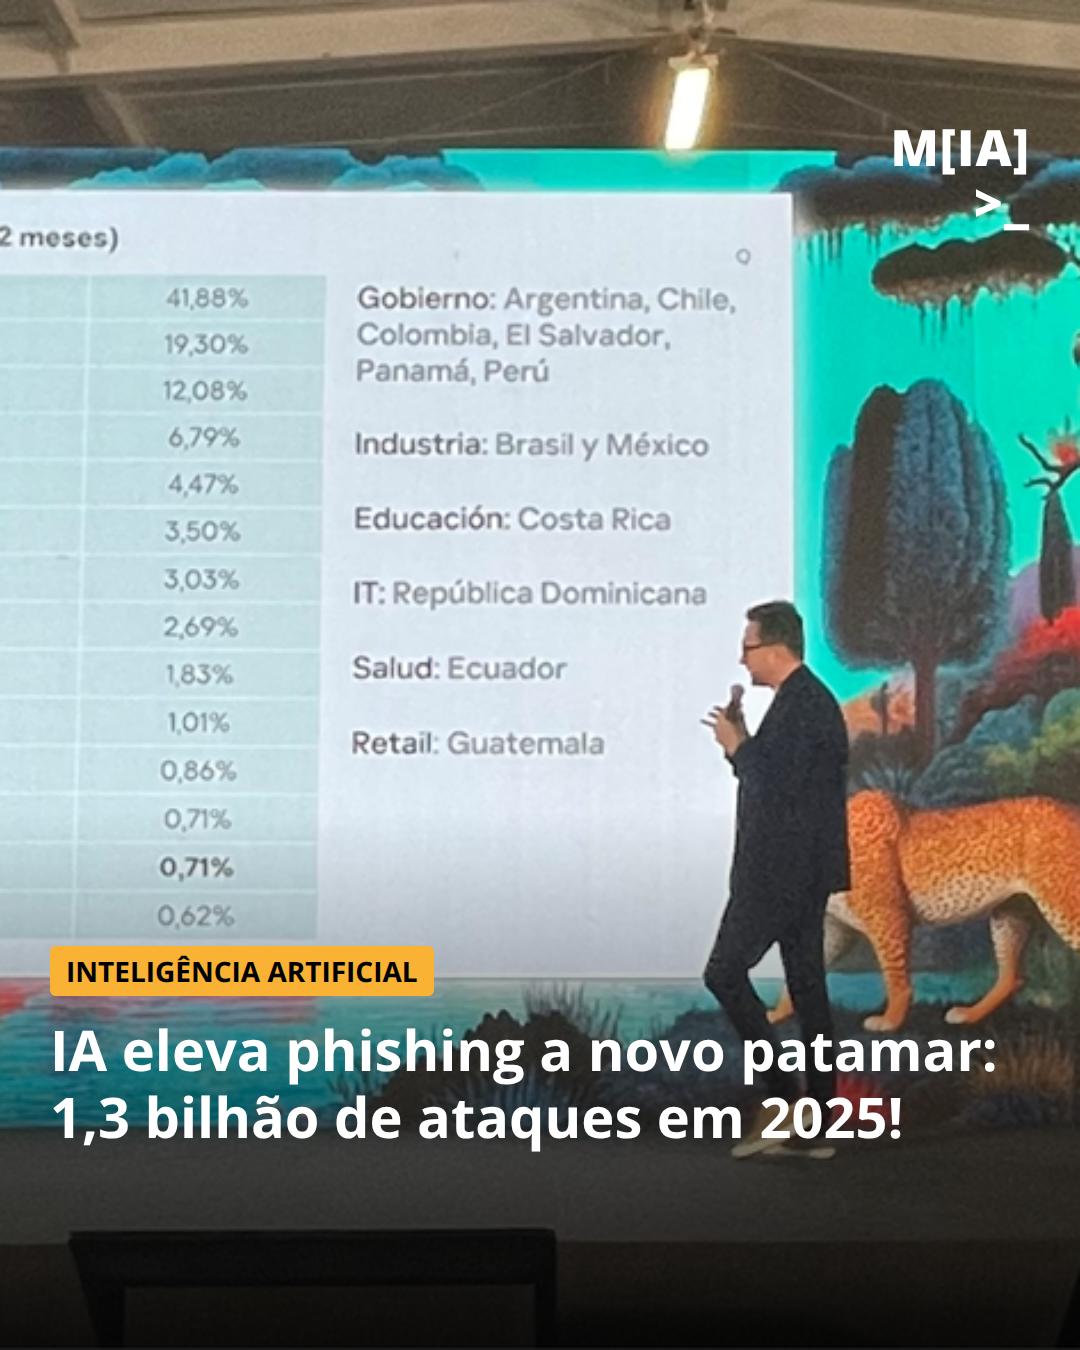 M[IA]
>_
2 meses)
41,88%
19,30%
12,08%
6,79%
4,47%
3,50%
3,03%
2,69%
1,83%
1,01%
0,86%
0,71%
0,71%
0,62%
Gobierno: Argentina, Chile,
Colombia, El Salvador,
Panamá, Perú
Industria: Brasil y México
Educación: Costa Rica
IT: República Dominicana
Salud: Ecuador
Retail: Guatemala
INTELIGÊNCIA ARTIFICIAL
IA eleva phishing a novo patamar:
1,3 bilhão de ataques em 2025!